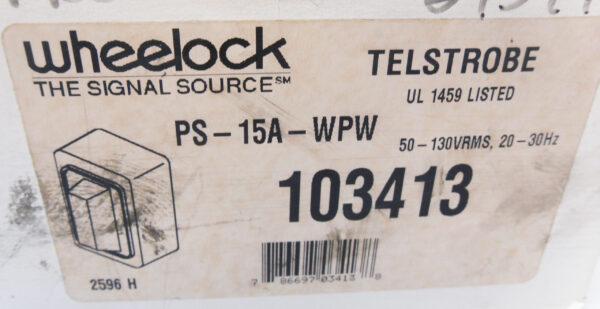 wheelock
THE SIGNAL SOURCE℠
TELSTROBE
UL 1459 LISTED
PS-15A-WPW
50-130VRMS, 20-30Hz
103413
2596 H
7 86697 03413 8